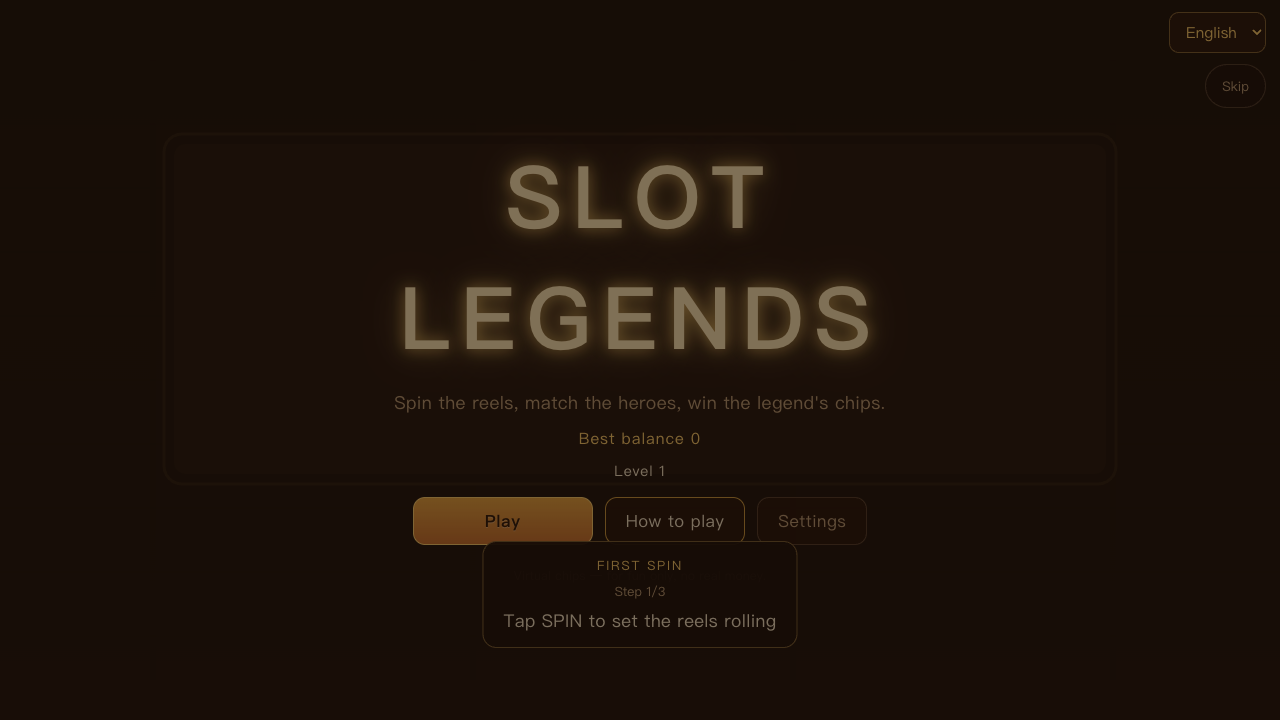 English
Skip
SLOT
LEGENDS
Spin the reels, match the heroes, win the legend's chips.
Best balance 0
Level 1
Play
How to play
Settings
FIRST SPIN
Step 1/3
Tap SPIN to set the reels rolling